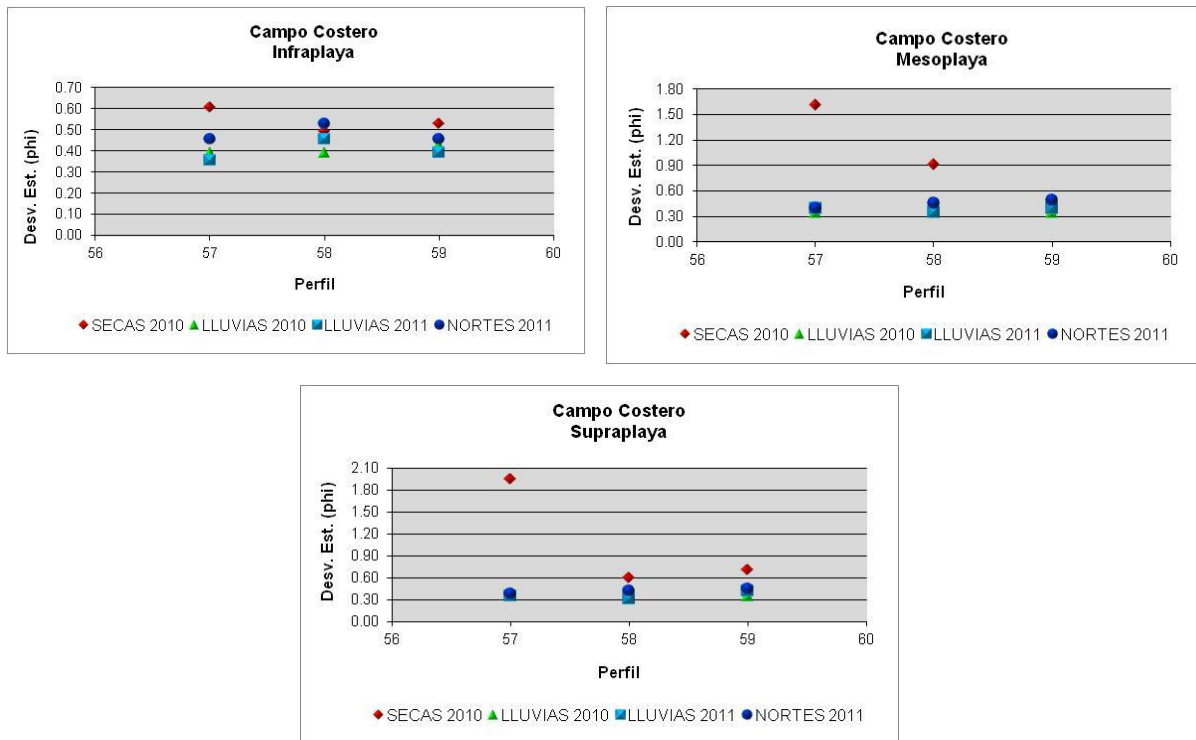 Campo Costero
Infraplaya
Desv. Est. (phi)
0.70
0.60
0.50
0.40
0.30
0.20
0.10
0.00
56 57 58 59 60
Perfil
SECAS 2010 LLUVIAS 2010 LLUVIAS 2011 NORTES 2011
Campo Costero
Mesoplaya
Desv. Est. (phi)
1.80
1.50
1.20
0.90
0.60
0.30
0.00
56 57 58 59 60
Perfil
SECAS 2010 LLUVIAS 2010 LLUVIAS 2011 NORTES 2011
Campo Costero
Supraplaya
Desv. Est. (phi)
2.10
1.80
1.50
1.20
0.90
0.60
0.30
0.00
56 57 58 59 60
Perfil
SECAS 2010 LLUVIAS 2010 LLUVIAS 2011 NORTES 2011